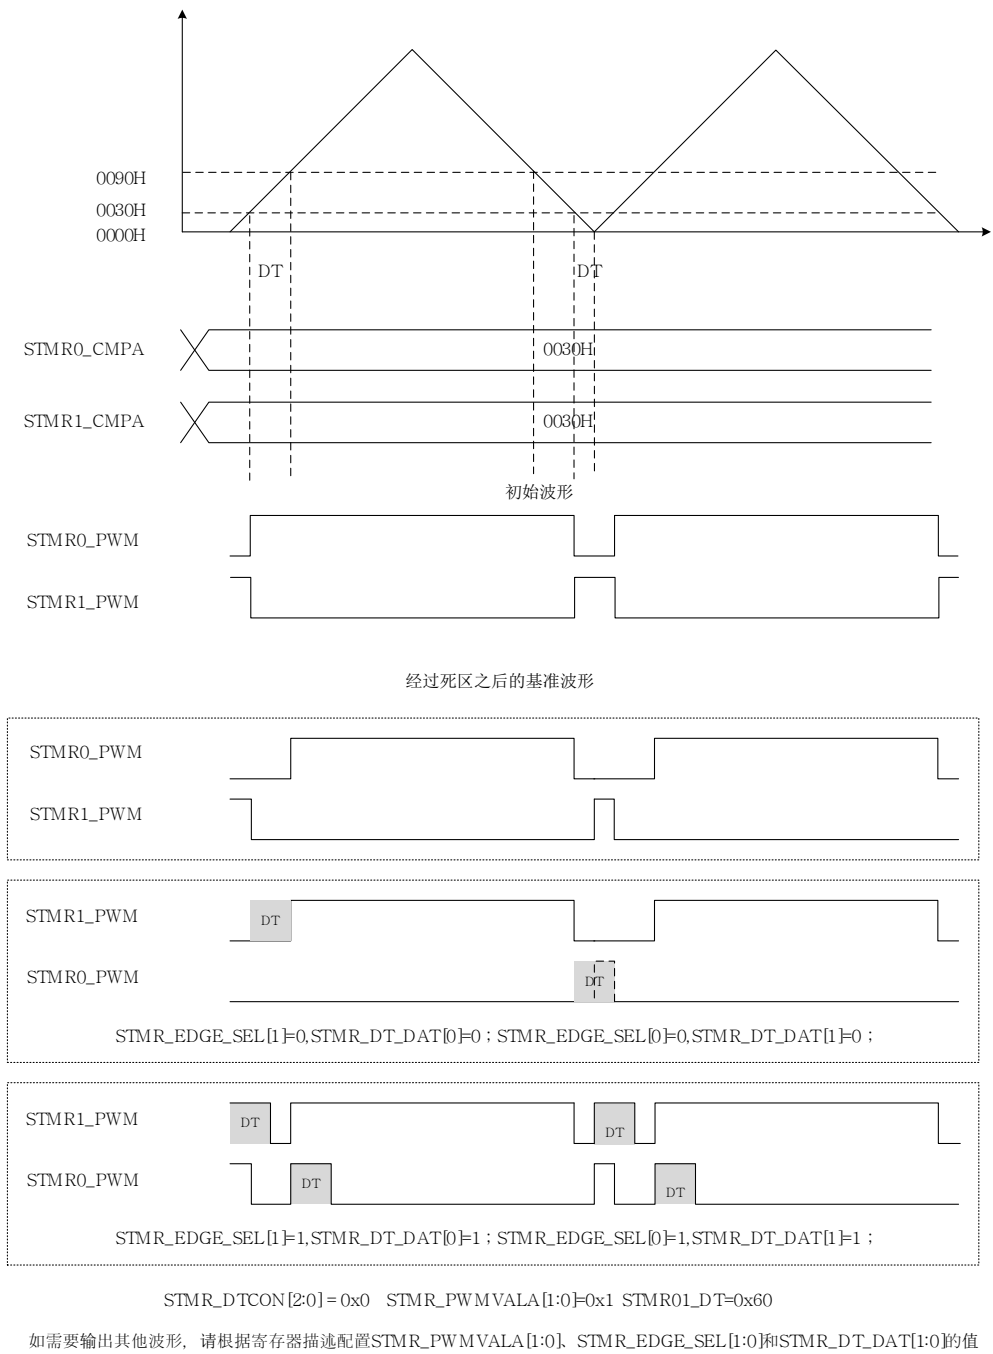 0090H
0030H
0000H
DT DT
STMR0_CMPA 0030H
STMR1_CMPA 0030H
初始波形
STMR0_PWM
STMR1_PWM
经过死区之后的基准波形
STMR0_PWM
STMR1_PWM
STMR1_PWM DT
STMR0_PWM DT
STMR_EDGE_SEL[1]=0,STMR_DT_DAT[0]=0；STMR_EDGE_SEL[0]=0,STMR_DT_DAT[1]=0；
STMR1_PWM DT DT
STMR0_PWM DT DT
STMR_EDGE_SEL[1]=1,STMR_DT_DAT[0]=1；STMR_EDGE_SEL[0]=1,STMR_DT_DAT[1]=1；
STMR_DTCON[2:0] = 0x0 STMR_PWMVALA[1:0]=0x1 STMR01_DT=0x60
如需要输出其他波形，请根据寄存器描述配置STMR_PWMVALA[1:0]、STMR_EDGE_SEL[1:0]和STMR_DT_DAT[1:0]的值